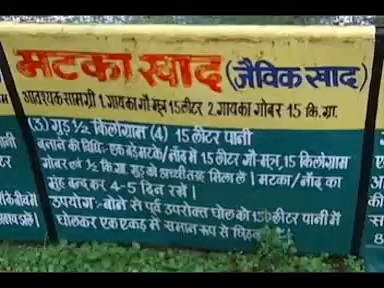 मटका खाद (जैविक खाद)
आवश्यक सामग्री 1. गाय का गौ-मूत्र 15 लीटर 2. गाय का गोबर 15 कि.ग्रा.
(3) गुड़ ½ किलोग्राम (4) 15 लीटर पानी
बनाने की विधि:- एक बड़े मटके/नाँद में 15 लीटर गौ-मूत्र, 15 किलोग्राम
गोबर एवं ½ कि.ग्रा. गुड़ को अच्छी तरह मिला लें। मटका/नाँद का
मुंह बन्द कर 4-5 दिन रखें।
उपयोग:- बोने से पूर्व उपरोक्त घोल को 150 लीटर पानी में
घोलकर एक एकड़ में समान रूप से